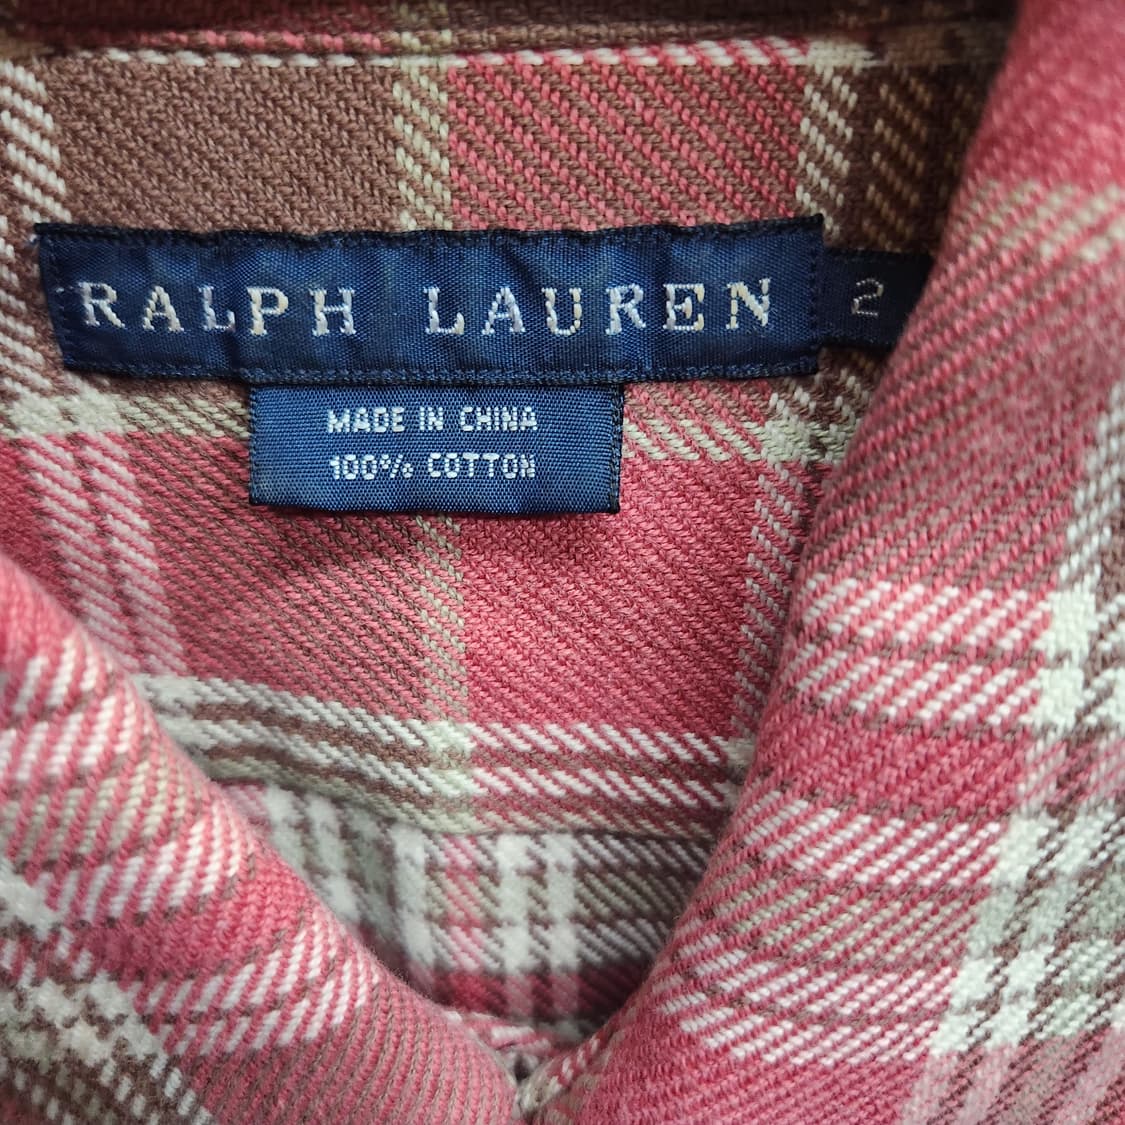 RALPH LAUREN 2
MADE IN CHINA
100% COTTON